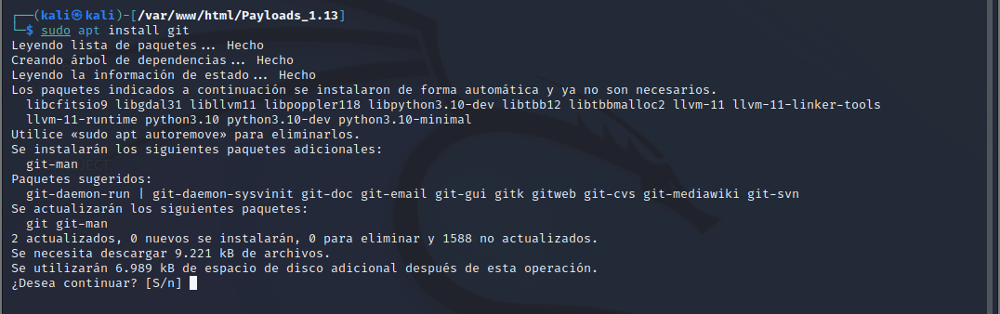 ┌──(kali㉿kali)-[/var/www/html/Payloads_1.13]
└─$ sudo apt install git
Leyendo lista de paquetes... Hecho
Creando árbol de dependencias... Hecho
Leyendo la información de estado... Hecho
Los paquetes indicados a continuación se instalaron de forma automática y ya no son necesarios.
  libcfitsio9 libgdal31 libllvm11 libpoppler118 libpython3.10-dev libtbb12 libtbbmalloc2 llvm-11 llvm-11-linker-tools
  llvm-11-runtime python3.10 python3.10-dev python3.10-minimal
Utilice «sudo apt autoremove» para eliminarlos.
Se instalarán los siguientes paquetes adicionales:
  git-man
Paquetes sugeridos:
  git-daemon-run | git-daemon-sysvinit git-doc git-email git-gui gitk gitweb git-cvs git-mediawiki git-svn
Se actualizarán los siguientes paquetes:
  git git-man
2 actualizados, 0 nuevos se instalarán, 0 para eliminar y 1588 no actualizados.
Se necesita descargar 9.221 kB de archivos.
Se utilizarán 6.989 kB de espacio de disco adicional después de esta operación.
¿Desea continuar? [S/n]